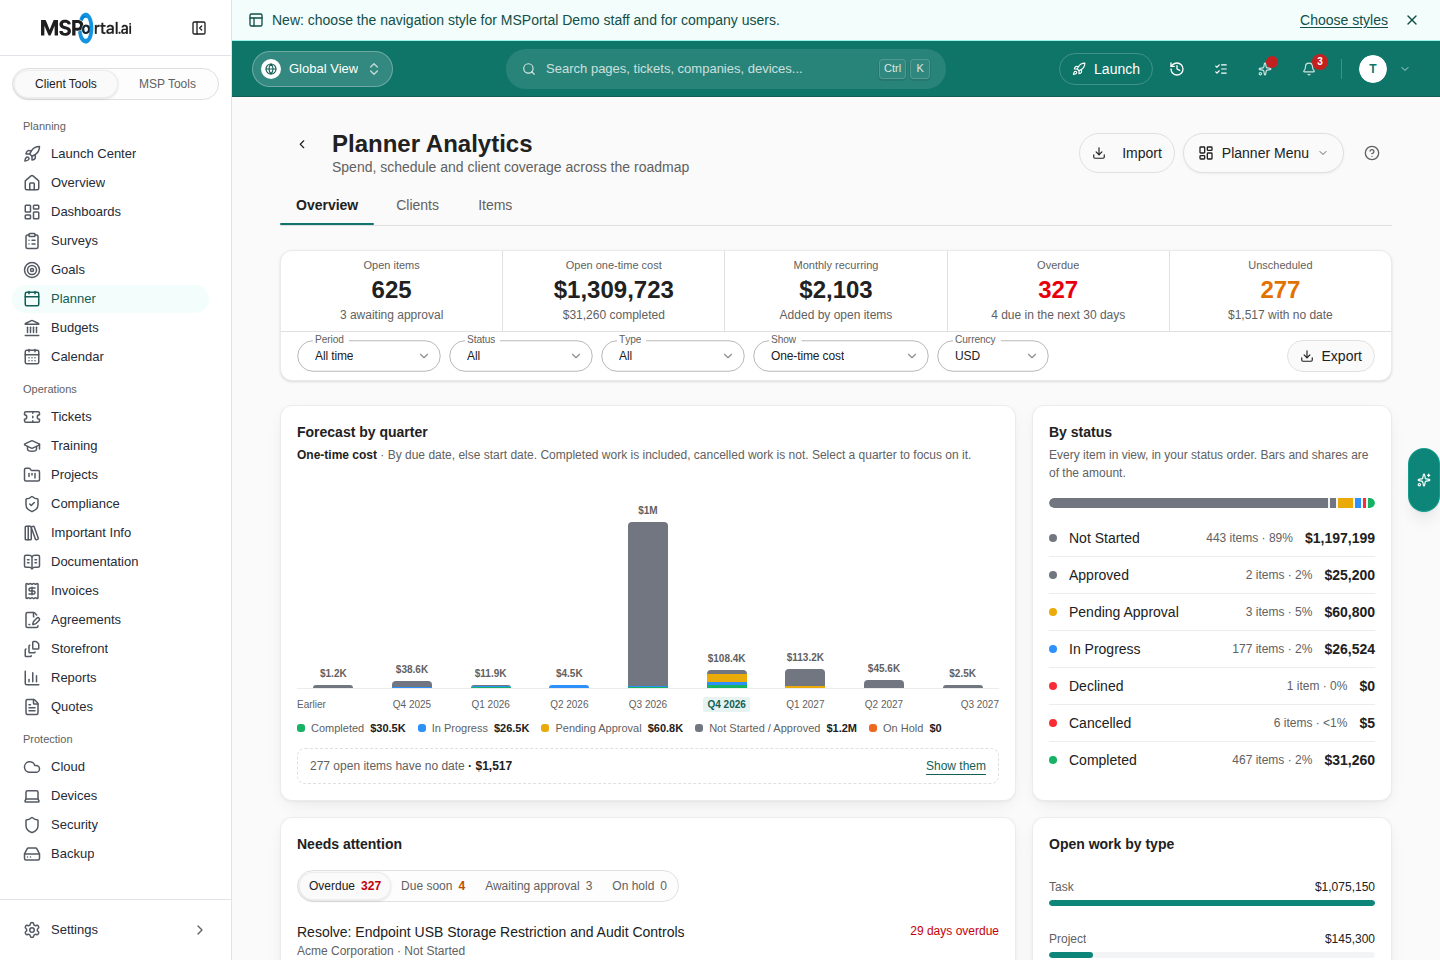 MSPortal.ai
New: choose the navigation style for MSPortal Demo staff and for company users.
Choose styles
Global View
Search pages, tickets, companies, devices...
Ctrl K
Launch
3
T
Client Tools
MSP Tools
Planning
Launch Center
Overview
Dashboards
Surveys
Goals
Planner
Budgets
Calendar
Operations
Tickets
Training
Projects
Compliance
Important Info
Documentation
Invoices
Agreements
Storefront
Reports
Quotes
Protection
Cloud
Devices
Security
Backup
Settings
Planner Analytics
Spend, schedule and client coverage across the roadmap
Import
Planner Menu
Overview
Clients
Items
Open items
625
3 awaiting approval
Open one-time cost
$1,309,723
$31,260 completed
Monthly recurring
$2,103
Added by open items
Overdue
327
4 due in the next 30 days
Unscheduled
277
$1,517 with no date
Period
All time
Status
All
Type
All
Show
One-time cost
Currency
USD
Export
Forecast by quarter
One-time cost · By due date, else start date. Completed work is included, cancelled work is not. Select a quarter to focus on it.
$1.2K
$38.6K
$11.9K
$4.5K
$1M
$108.4K
$113.2K
$45.6K
$2.5K
Earlier
Q4 2025
Q1 2026
Q2 2026
Q3 2026
Q4 2026
Q1 2027
Q2 2027
Q3 2027
Completed $30.5K
In Progress $26.5K
Pending Approval $60.8K
Not Started / Approved $1.2M
On Hold $0
277 open items have no date · $1,517
Show them
By status
Every item in view, in your status order. Bars and shares are
of the amount.
Not Started 443 items · 89% $1,197,199
Approved 2 items · 2% $25,200
Pending Approval 3 items · 5% $60,800
In Progress 177 items · 2% $26,524
Declined 1 item · 0% $0
Cancelled 6 items · <1% $5
Completed 467 items · 2% $31,260
Needs attention
Overdue 327
Due soon 4
Awaiting approval 3
On hold 0
Resolve: Endpoint USB Storage Restriction and Audit Controls
29 days overdue
Acme Corporation · Not Started
Open work by type
Task $1,075,150
Project $145,300